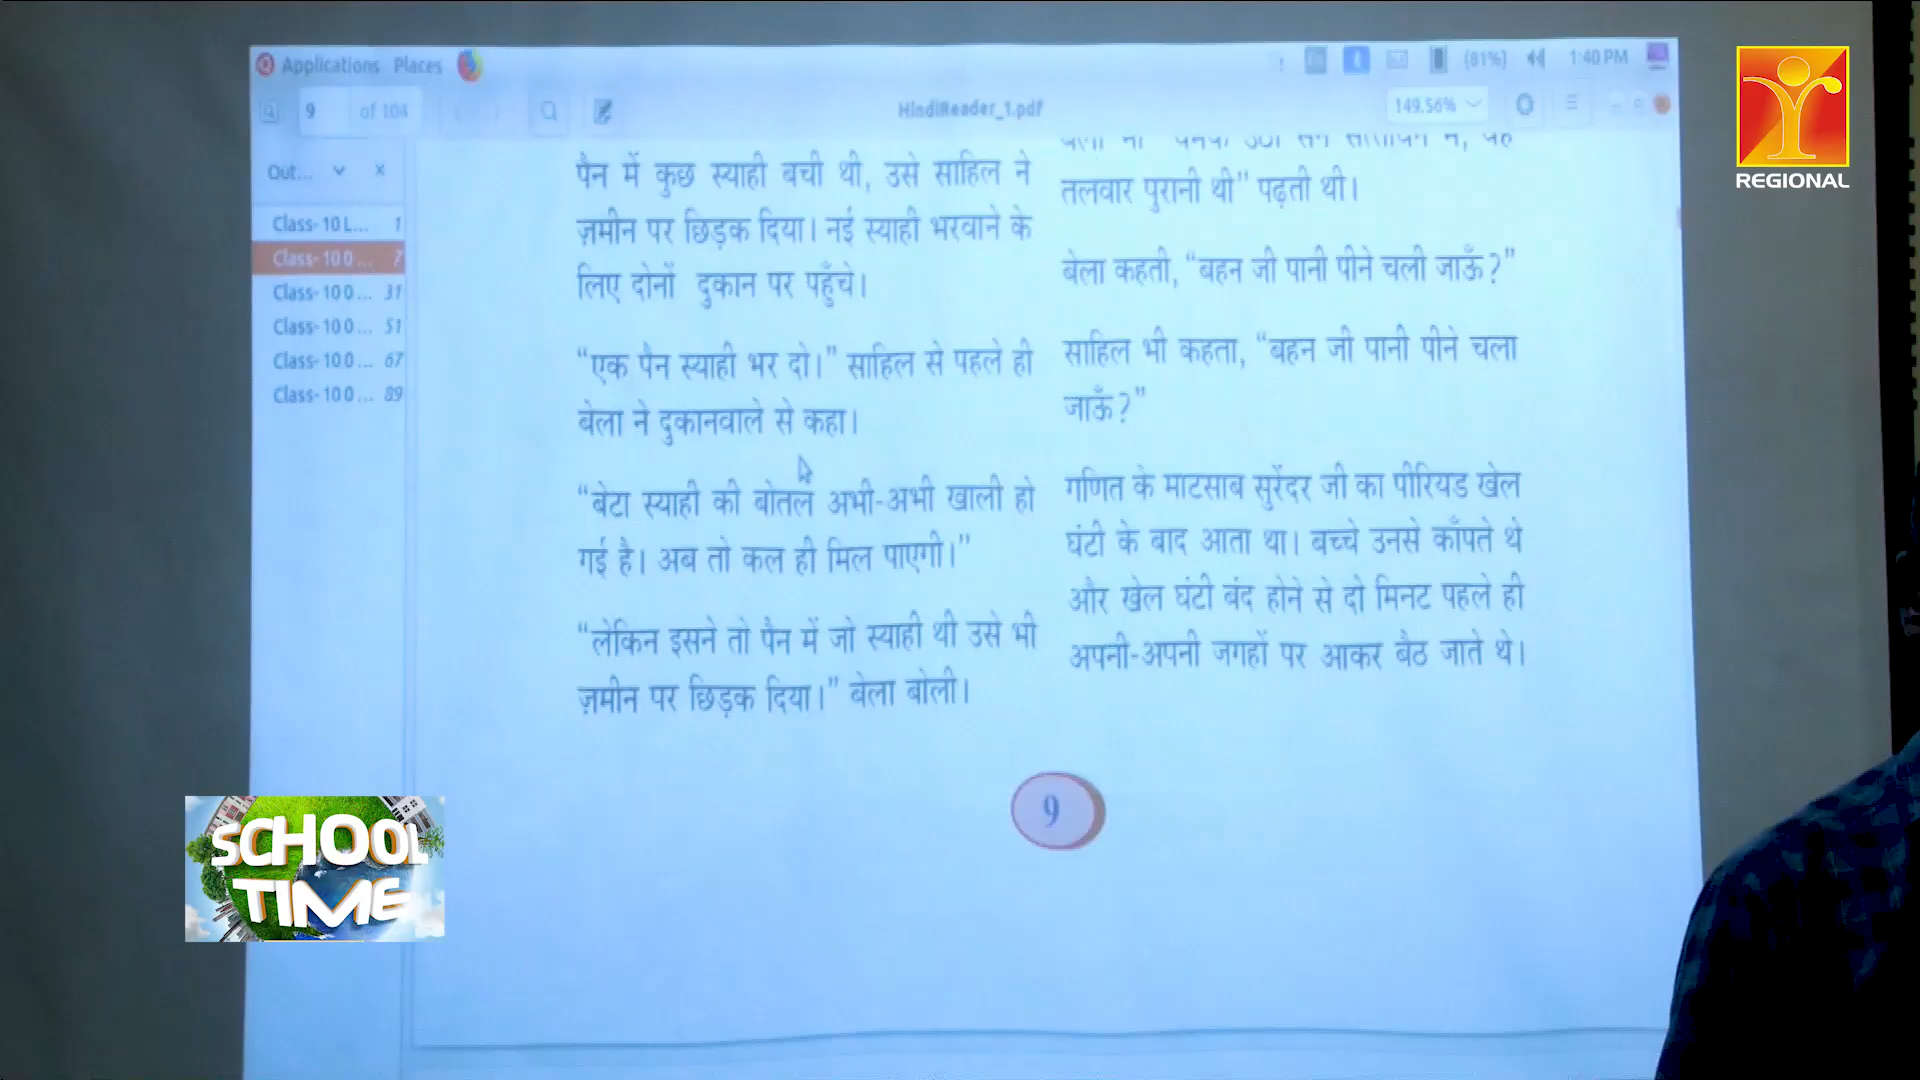 Applications Places
(81%) 1:40 PM
9 of 104
HindiReader_1.pdf
149.56%
Out...
Class-10 L... 1
Class-10 0... 7
Class-10 0... 31
Class-10 0... 51
Class-10 0... 67
Class-10 0... 89
पैन में कुछ स्याही बची थी, उसे साहिल ने
ज़मीन पर छिड़क दिया। नई स्याही भरवाने के
लिए दोनों दुकान पर पहुँचे।
“एक पैन स्याही भर दो।” साहिल से पहले ही
बेला ने दुकानवाले से कहा।
“बेटा स्याही की बोतल अभी-अभी खाली हो
गई है। अब तो कल ही मिल पाएगी।”
“लेकिन इसने तो पैन में जो स्याही थी उसे भी
ज़मीन पर छिड़क दिया।” बेला बोली।
तलवार पुरानी थी” पढ़ती थी।
बेला कहती, “बहन जी पानी पीने चली जाऊँ?”
साहिल भी कहता, “बहन जी पानी पीने चला
जाऊँ?”
गणित के माटसाब सुरेंदर जी का पीरियड खेल
घंटी के बाद आता था। बच्चे उनसे काँपते थे
और खेल घंटी बंद होने से दो मिनट पहले ही
अपनी-अपनी जगहों पर आकर बैठ जाते थे।
9
REGIONAL
SCHOOL
TIME